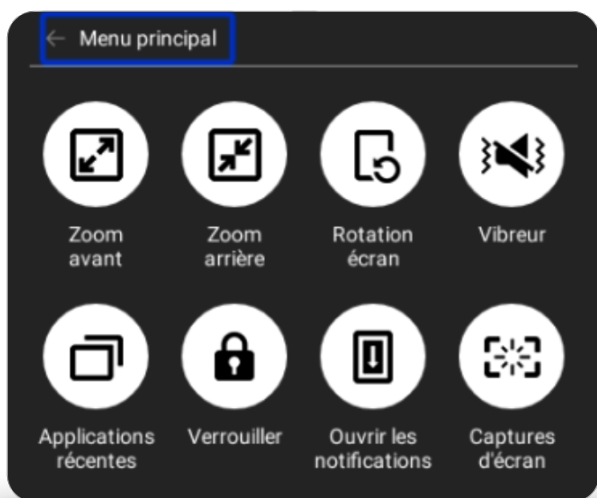 Menu principal
Zoom avant
Zoom arrière
Rotation écran
Vibreur
Applications récentes
Verrouiller
Ouvrir les notifications
Captures d'écran